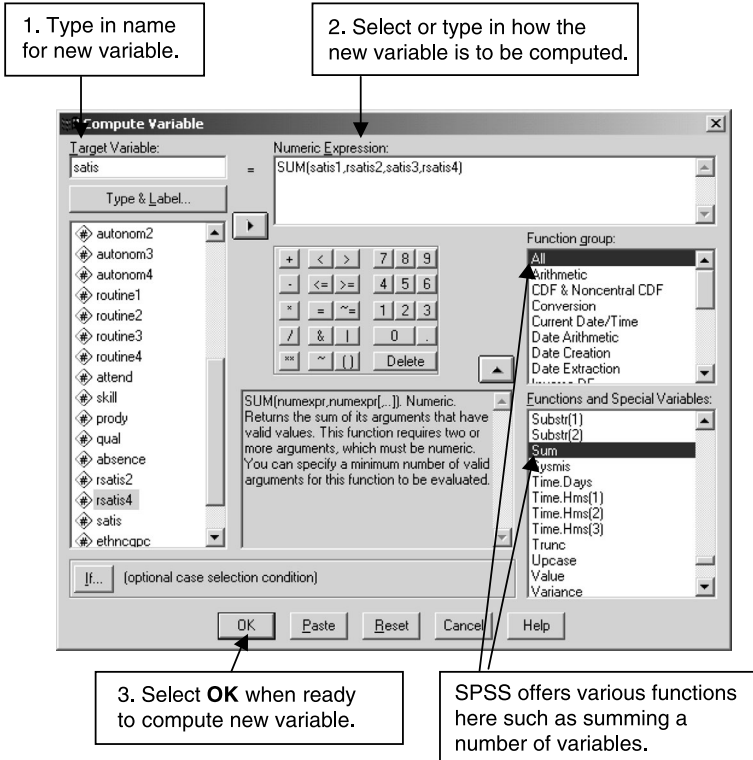 1. Type in name
for new variable.
2. Select or type in how the
new variable is to be computed.
Compute Variable
Target Variable:
satis
=
Numeric Expression:
SUM(satis1,rsatis2,satis3,rsatis4)
Type & Label...
autonom2
autonom3
autonom4
routine1
routine2
routine3
routine4
attend
skill
prody
qual
absence
rsatis2
rsatis4
satis
ethncqpc
+ < > 7 8 9
- <= >= 4 5 6
* = ~= 1 2 3
/ & | 0 .
** ~ () Delete
SUM(numexpr,numexpr[,...]). Numeric.
Returns the sum of its arguments that have
valid values. This function requires two or
more arguments, which must be numeric.
You can specify a minimum number of valid
arguments for this function to be evaluated.
Function group:
All
Arithmetic
CDF & Noncentral CDF
Conversion
Current Date/Time
Date Arithmetic
Date Creation
Date Extraction
Functions and Special Variables:
Substr(1)
Substr(2)
Sum
Sysmis
Time.Days
Time.Hms(1)
Time.Hms(2)
Time.Hms(3)
Trunc
Upcase
Value
Variance
If... (optional case selection condition)
OK Paste Reset Cancel Help
3. Select OK when ready
to compute new variable.
SPSS offers various functions
here such as summing a
number of variables.